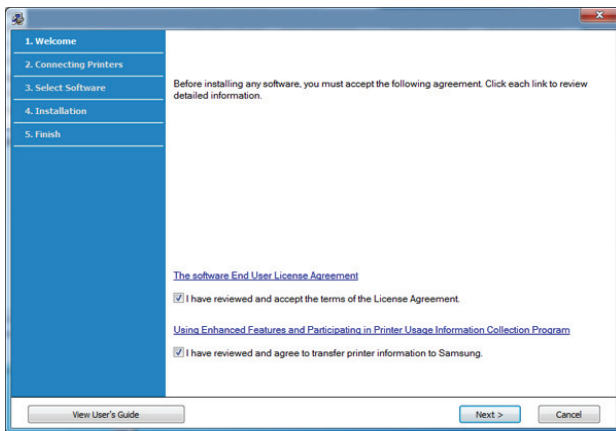 1. Welcome
2. Connecting Printers
3. Select Software
4. Installation
5. Finish
Before installing any software, you must accept the following agreement. Click each link to review
detailed information.
The software End User License Agreement
I have reviewed and accept the terms of the License Agreement.
Using Enhanced Features and Participating in Printer Usage Information Collection Program
I have reviewed and agree to transfer printer information to Samsung.
View User's Guide
Next >
Cancel